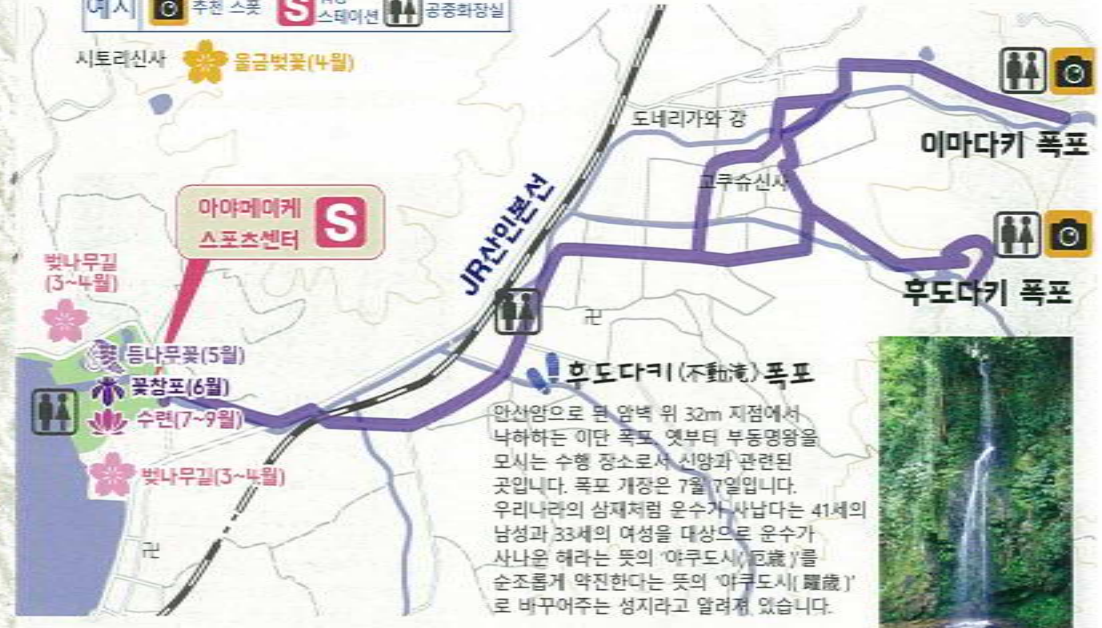 예시 추천 스폿 S 스테이션 공중화장실
시토리신사 울금벚꽃(4월)
도네리가와 강
이마다키 폭포
고쿠슈신사
아야메이케
스포츠센터
S
JR산인본선
벚나무길
(3~4월)
후도다키 폭포
卍
등나무꽃(5월)
꽃창포(6월)
수련(7~9월)
벚나무길(3~4월)
卍
후도다키(不動滝)폭포
안산암으로 된 암벽 위 32m 지점에서
낙하하는 이단 폭포. 옛부터 부동명왕을
모시는 수행 장소로서 신앙과 관련된
곳입니다. 폭포 개장은 7월 7일입니다.
우리나라의 삼재처럼 운수가 사납다는 41세의
남성과 33세의 여성을 대상으로 운수가
사나운 해라는 뜻의 '야쿠도시(厄歳)'를
순조롭게 약진한다는 뜻의 '야쿠도시(躍歳)'
로 바꾸어주는 성지라고 알려져 있습니다.